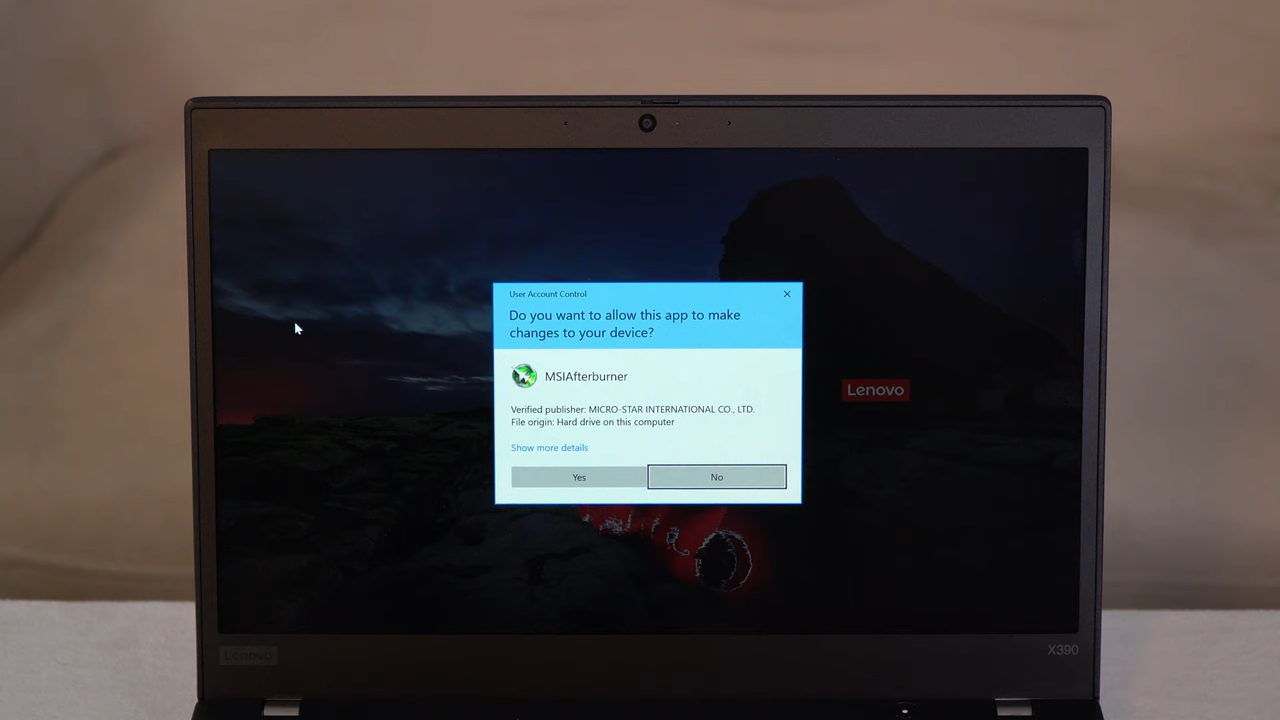 User Account Control
Do you want to allow this app to make
changes to your device?
MSIAfterburner
Verified publisher: MICRO-STAR INTERNATIONAL CO., LTD.
File origin: Hard drive on this computer
Show more details
Yes
No
Lenovo
Lenovo
X390